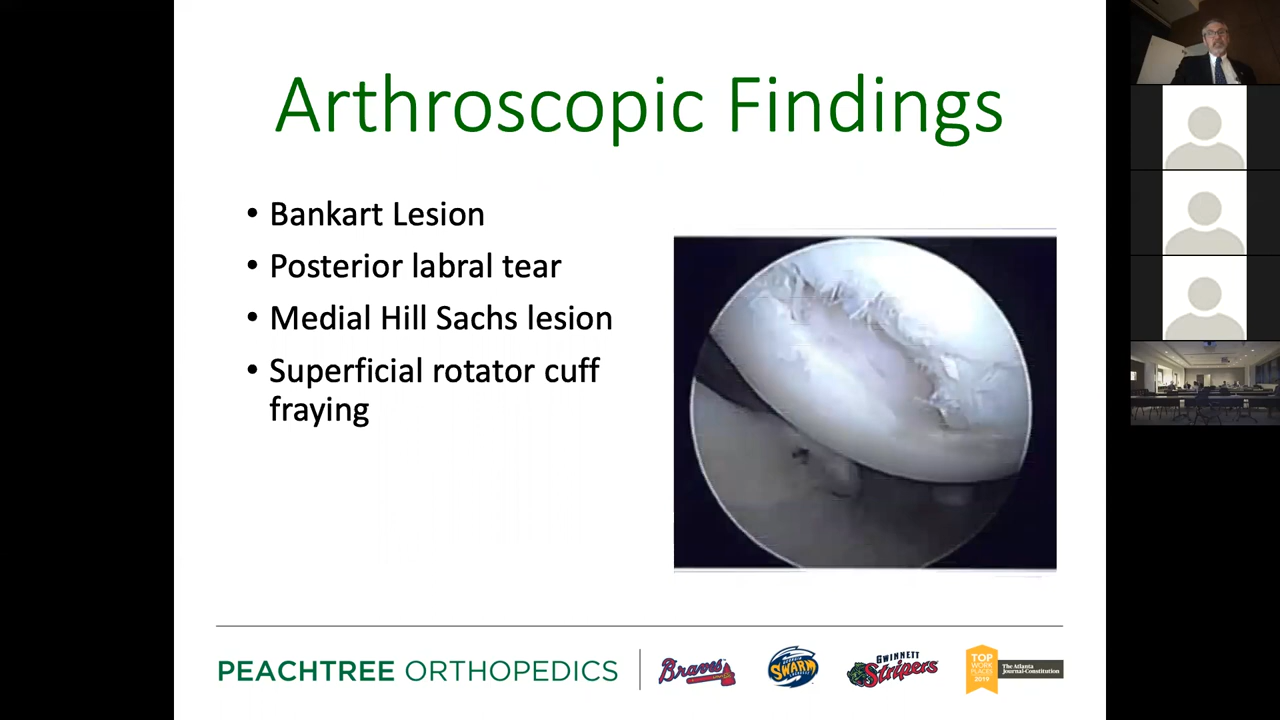 Arthroscopic Findings
• Bankart Lesion
• Posterior labral tear
• Medial Hill Sachs lesion
• Superficial rotator cuff
fraying
PEACHTREE ORTHOPEDICS
Braves
SWARM
GWINNETT
Stripers
TOP
WORK
PLACES
2019
The Atlanta
Journal-Constitution